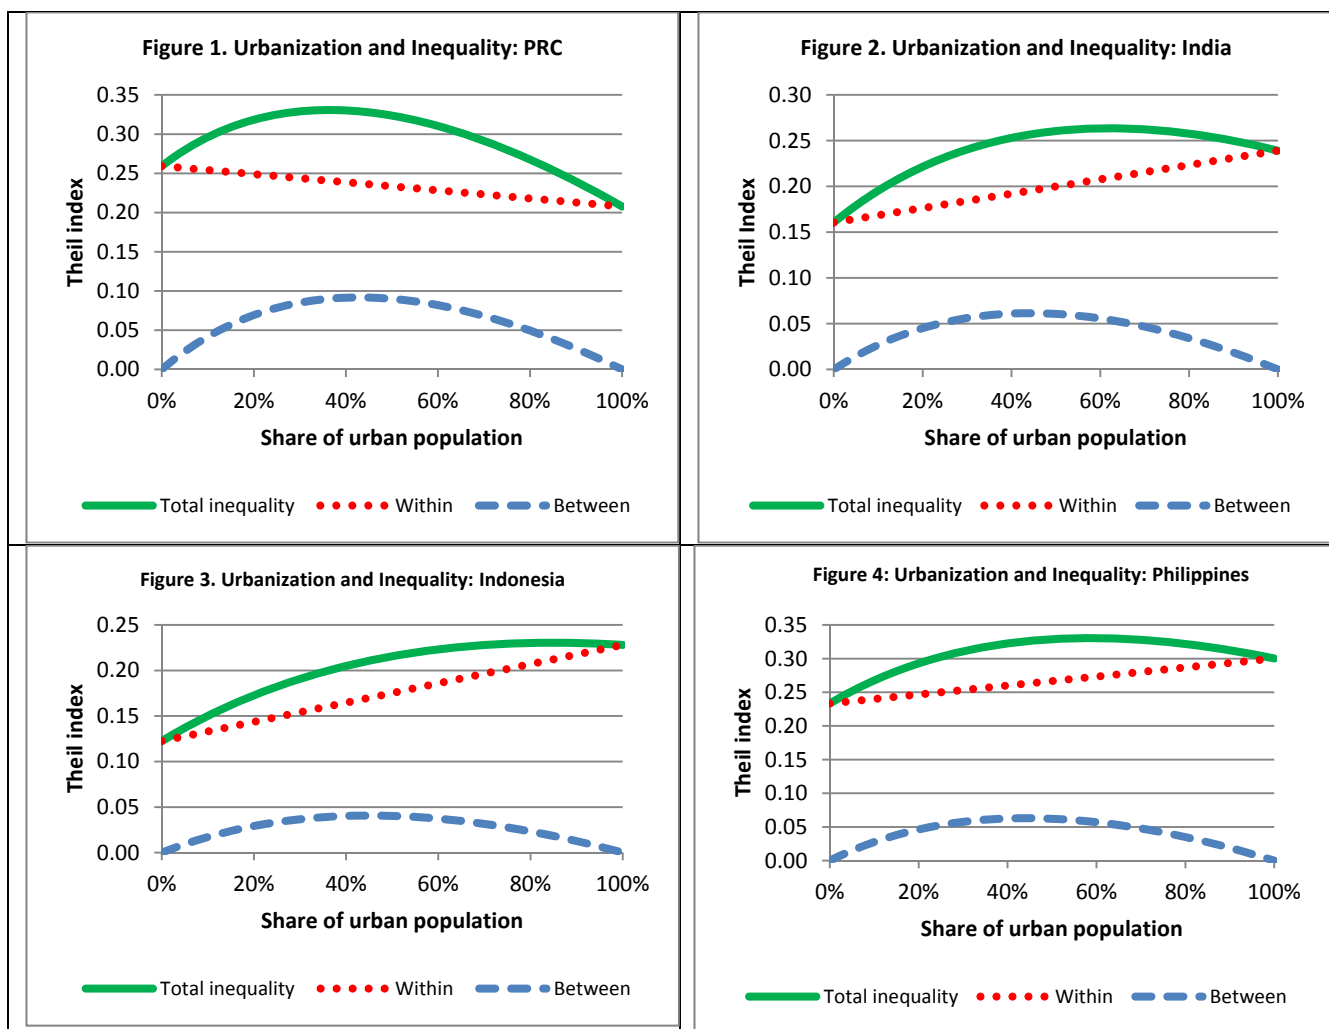 Figure 1. Urbanization and Inequality: PRC
Theil index
0.35
0.30
0.25
0.20
0.15
0.10
0.05
0.00
0% 20% 40% 60% 80% 100%
Share of urban population
Total inequality Within Between
Figure 2. Urbanization and Inequality: India
Theil Index
0.30
0.25
0.20
0.15
0.10
0.05
0.00
0% 20% 40% 60% 80% 100%
Share of urban population
Total inequality Within Between
Figure 3. Urbanization and Inequality: Indonesia
Theil index
0.25
0.20
0.15
0.10
0.05
0.00
0% 20% 40% 60% 80% 100%
Share of urban population
Total inequality Within Between
Figure 4: Urbanization and Inequality: Philippines
Theil index
0.35
0.30
0.25
0.20
0.15
0.10
0.05
0.00
0% 20% 40% 60% 80% 100%
Share of urban population
Total inequality Within Between